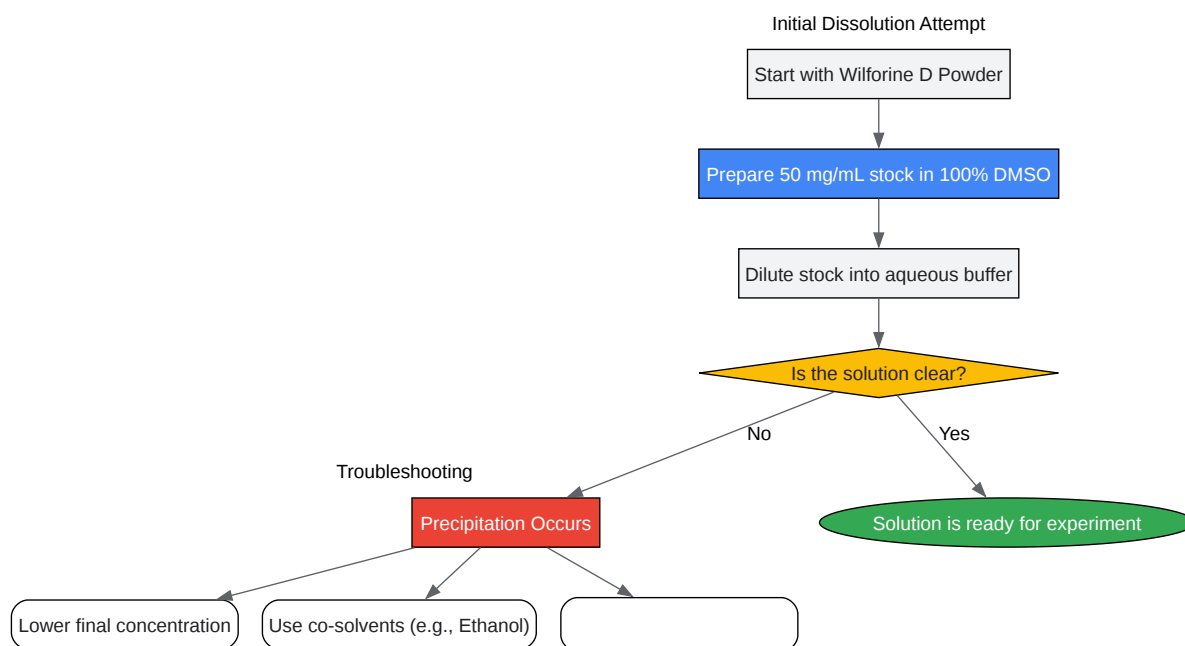 Initial Dissolution Attempt
Start with Wilforine D Powder
Prepare 50 mg/mL stock in 100% DMSO
Dilute stock into aqueous buffer
Is the solution clear?
No
Yes
Troubleshooting
Precipitation Occurs
Solution is ready for experiment
Lower final concentration
Use co-solvents (e.g., Ethanol)